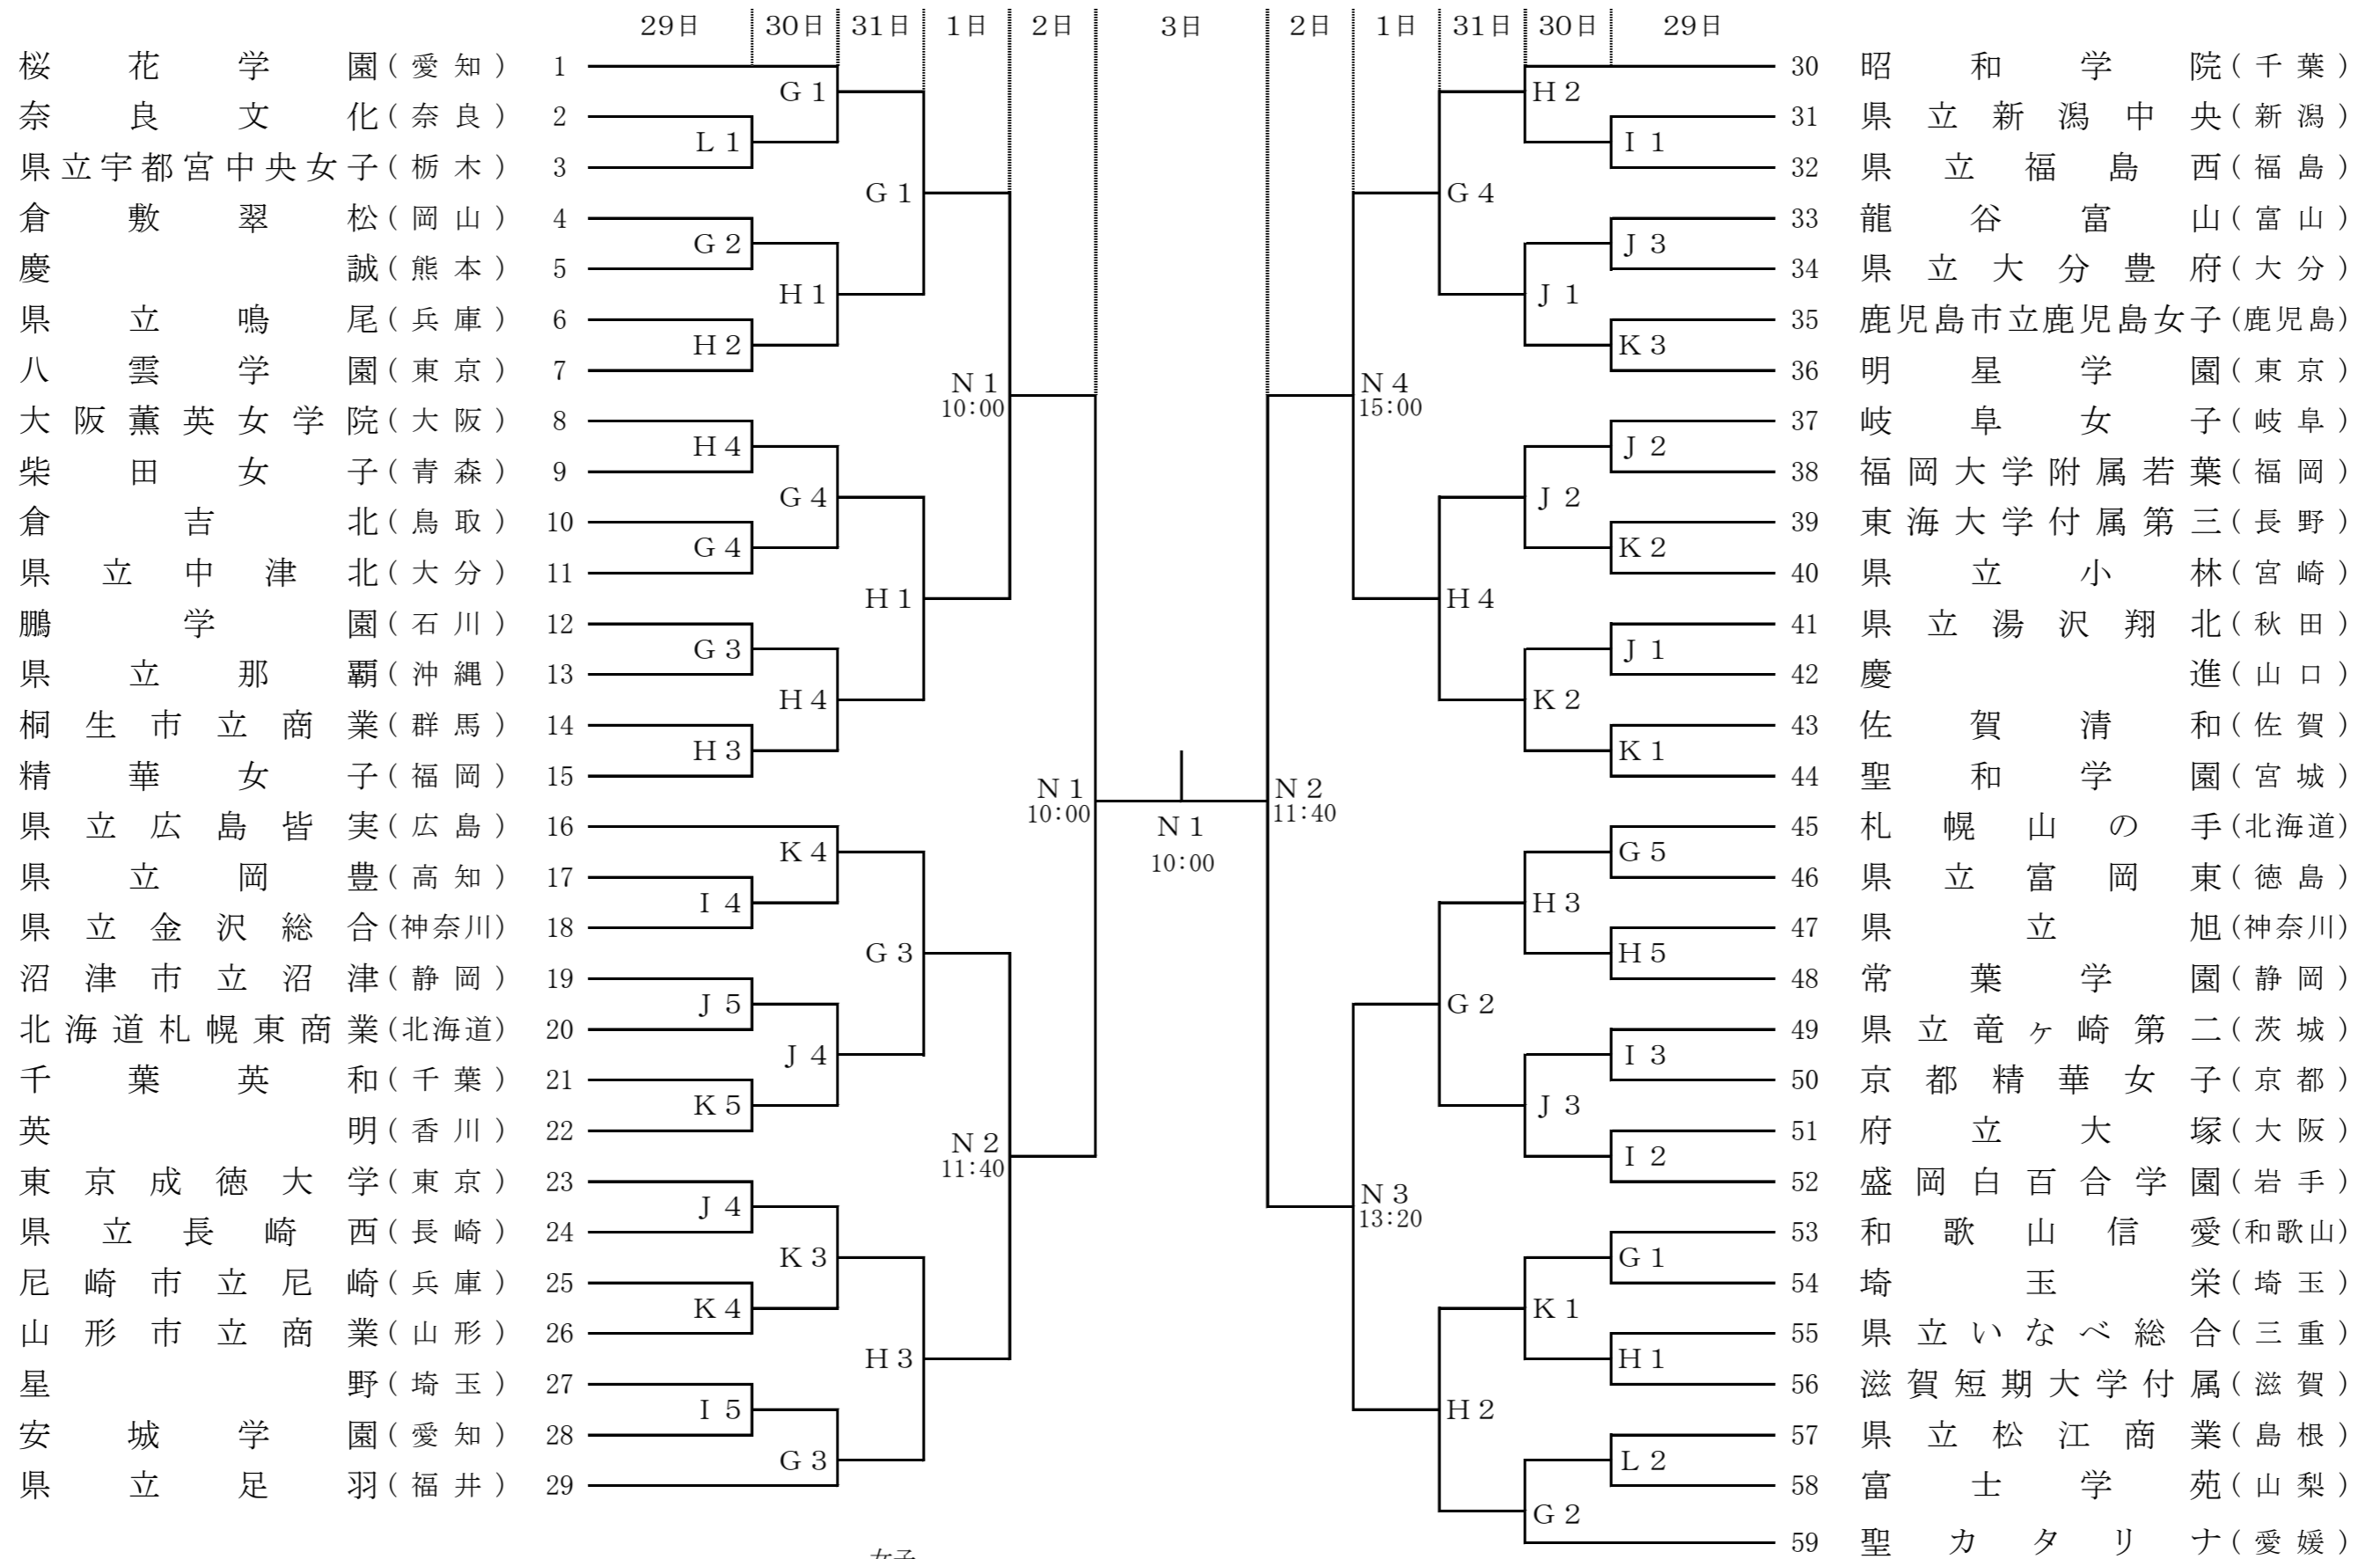 29日 30日 31日 1日 2日 3日 2日 1日 31日 30日 29日
桜花学園(愛知) 1
奈良文化(奈良) 2
県立宇都宮中央女子(栃木) 3
倉敷翠松(岡山) 4
慶誠(熊本) 5
県立鳴尾(兵庫) 6
八雲学園(東京) 7
大阪薫英女学院(大阪) 8
柴田女子(青森) 9
倉吉北(鳥取) 10
県立中津北(大分) 11
鵬学園(石川) 12
県立那覇(沖縄) 13
桐生市立商業(群馬) 14
精華女子(福岡) 15
県立広島皆実(広島) 16
県立岡豊(高知) 17
県立金沢総合(神奈川) 18
沼津市立沼津(静岡) 19
北海道札幌東商業(北海道) 20
千葉英和(千葉) 21
英明(香川) 22
東京成徳大学(東京) 23
県立長崎西(長崎) 24
尼崎市立尼崎(兵庫) 25
山形市立商業(山形) 26
星野(埼玉) 27
安城学園(愛知) 28
県立足羽(福井) 29
L1
G2
H2
H4
G4
G3
H3
I4
J5
K5
J4
K4
I5
G1
H1
G4
H4
K4
J4
K3
G3
G1
H1
G3
H3
N1
10:00
N2
11:40
N1
10:00
N1
10:00
N2
11:40
N4
15:00
N3
13:20
G4
H4
G2
H2
H2
J1
J2
K2
H3
J3
K1
G2
I1
J3
K3
J2
K2
J1
K1
G5
H5
I3
I2
G1
H1
L2
30 昭和学院(千葉)
31 県立新潟中央(新潟)
32 県立福島西(福島)
33 龍谷富山(富山)
34 県立大分豊府(大分)
35 鹿児島市立鹿児島女子(鹿児島)
36 明星学園(東京)
37 岐阜女子(岐阜)
38 福岡大学附属若葉(福岡)
39 東海大学付属第三(長野)
40 県立小林(宮崎)
41 県立湯沢翔北(秋田)
42 慶進(山口)
43 佐賀清和(佐賀)
44 聖和学園(宮城)
45 札幌山の手(北海道)
46 県立富岡東(徳島)
47 県立旭(神奈川)
48 常葉学園(静岡)
49 県立竜ヶ崎第二(茨城)
50 京都精華女子(京都)
51 府立大塚(大阪)
52 盛岡白百合学園(岩手)
53 和歌山信愛(和歌山)
54 埼玉栄(埼玉)
55 県立いなべ総合(三重)
56 滋賀短期大学付属(滋賀)
57 県立松江商業(島根)
58 富士学苑(山梨)
59 聖カタリナ(愛媛)
女子